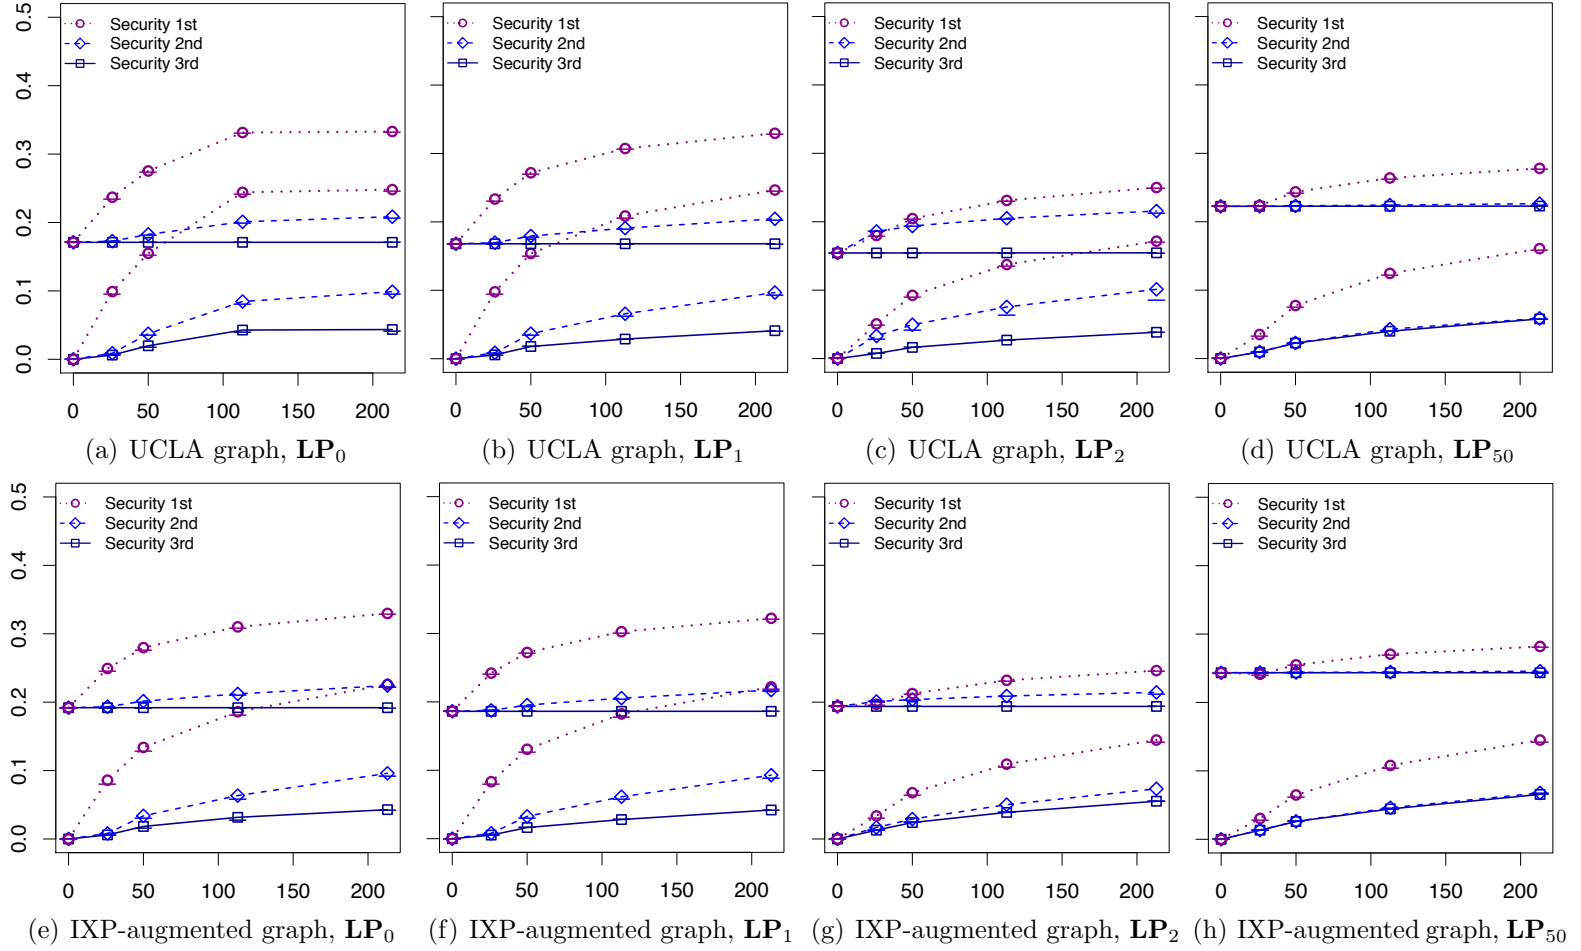 0.5
0.4
0.3
0.2
0.1
0.0
Security 1st
Security 2nd
Security 3rd
0 50 100 150 200
(a) UCLA graph, LP0
Security 1st
Security 2nd
Security 3rd
0 50 100 150 200
(b) UCLA graph, LP1
Security 1st
Security 2nd
Security 3rd
0 50 100 150 200
(c) UCLA graph, LP2
Security 1st
Security 2nd
Security 3rd
0 50 100 150 200
(d) UCLA graph, LP50
0.5
0.4
0.3
0.2
0.1
0.0
Security 1st
Security 2nd
Security 3rd
0 50 100 150 200
(e) IXP-augmented graph, LP0
Security 1st
Security 2nd
Security 3rd
0 50 100 150 200
(f) IXP-augmented graph, LP1
Security 1st
Security 2nd
Security 3rd
0 50 100 150 200
(g) IXP-augmented graph, LP2
Security 1st
Security 2nd
Security 3rd
0 50 100 150 200
(h) IXP-augmented graph, LP50